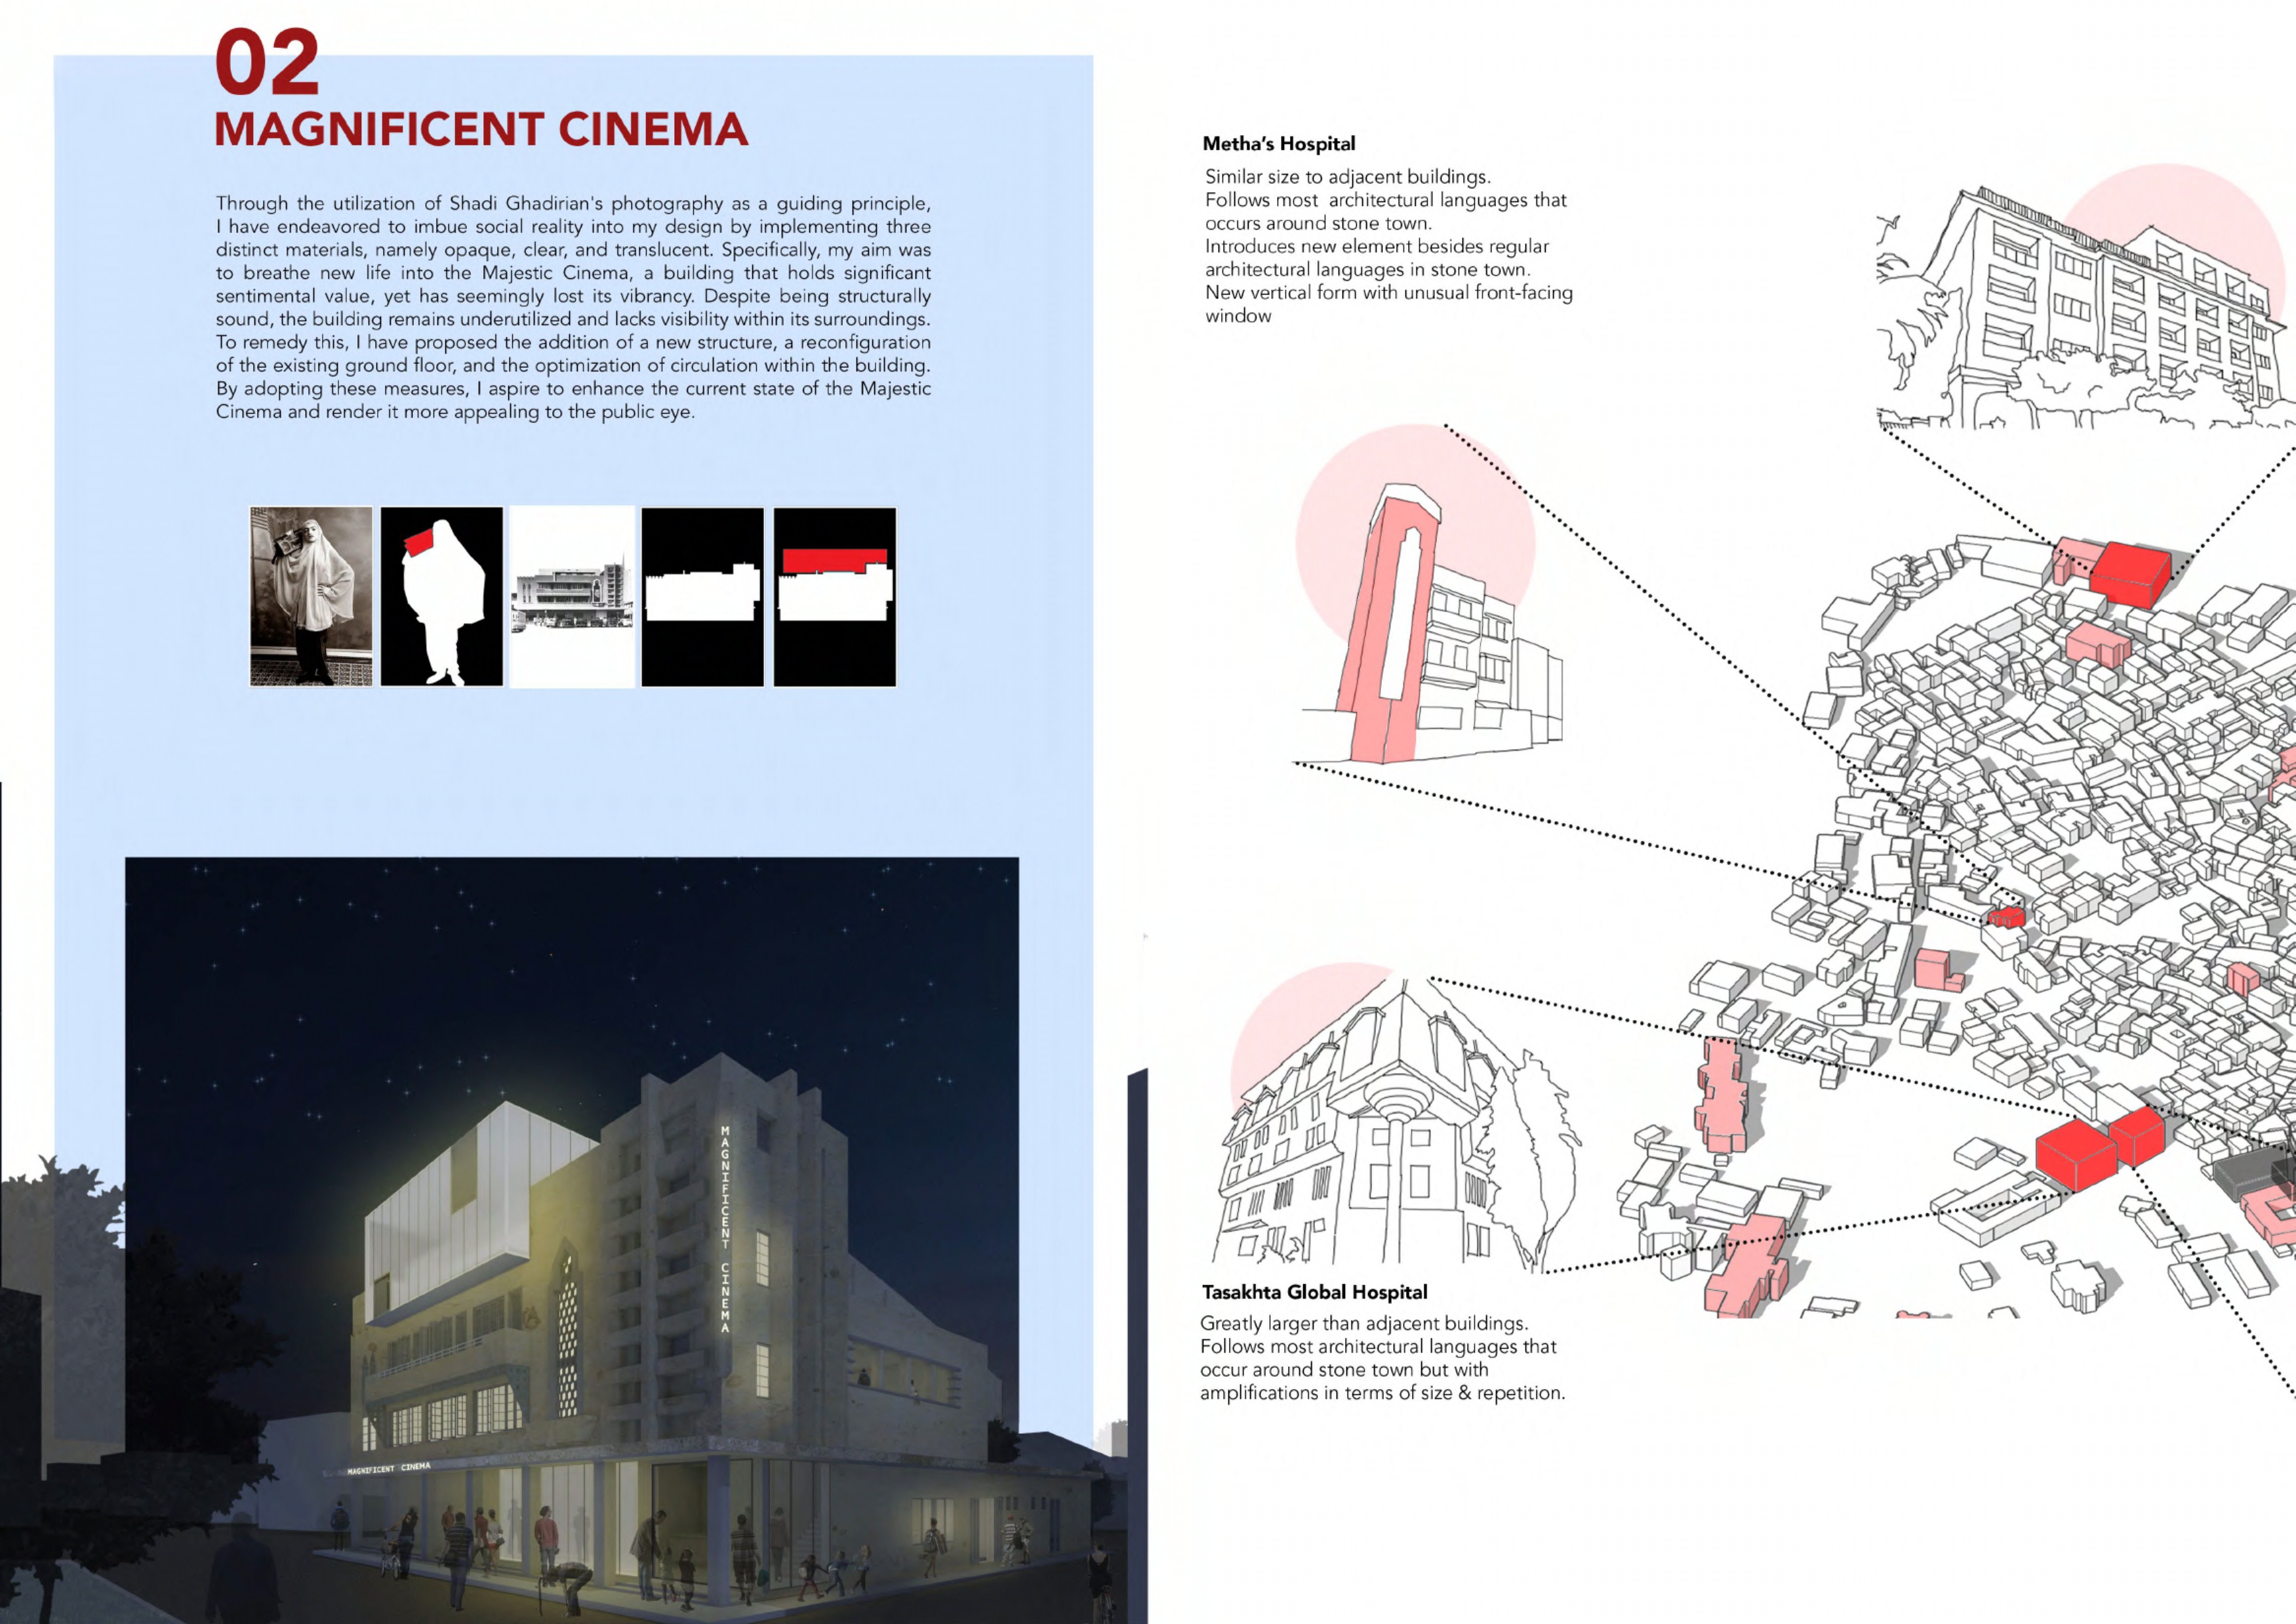 02
MAGNIFICENT CINEMA
Through the utilization of Shadi Ghadirian's photography as a guiding principle,
I have endeavored to imbue social reality into my design by implementing three
distinct materials, namely opaque, clear, and translucent. Specifically, my aim was
to breathe new life into the Majestic Cinema, a building that holds significant
sentimental value, yet has seemingly lost its vibrancy. Despite being structurally
sound, the building remains underutilized and lacks visibility within its surroundings.
To remedy this, I have proposed the addition of a new structure, a reconfiguration
of the existing ground floor, and the optimization of circulation within the building.
By adopting these measures, I aspire to enhance the current state of the Majestic
Cinema and render it more appealing to the public eye.
MAGNIFICENT CINEMA
MAGNIFICENT CINEMA
Metha's Hospital
Similar size to adjacent buildings.
Follows most architectural languages that
occurs around stone town.
Introduces new element besides regular
architectural languages in stone town.
New vertical form with unusual front-facing
window
Tasakhta Global Hospital
Greatly larger than adjacent buildings.
Follows most architectural languages that
occur around stone town but with
amplifications in terms of size & repetition.